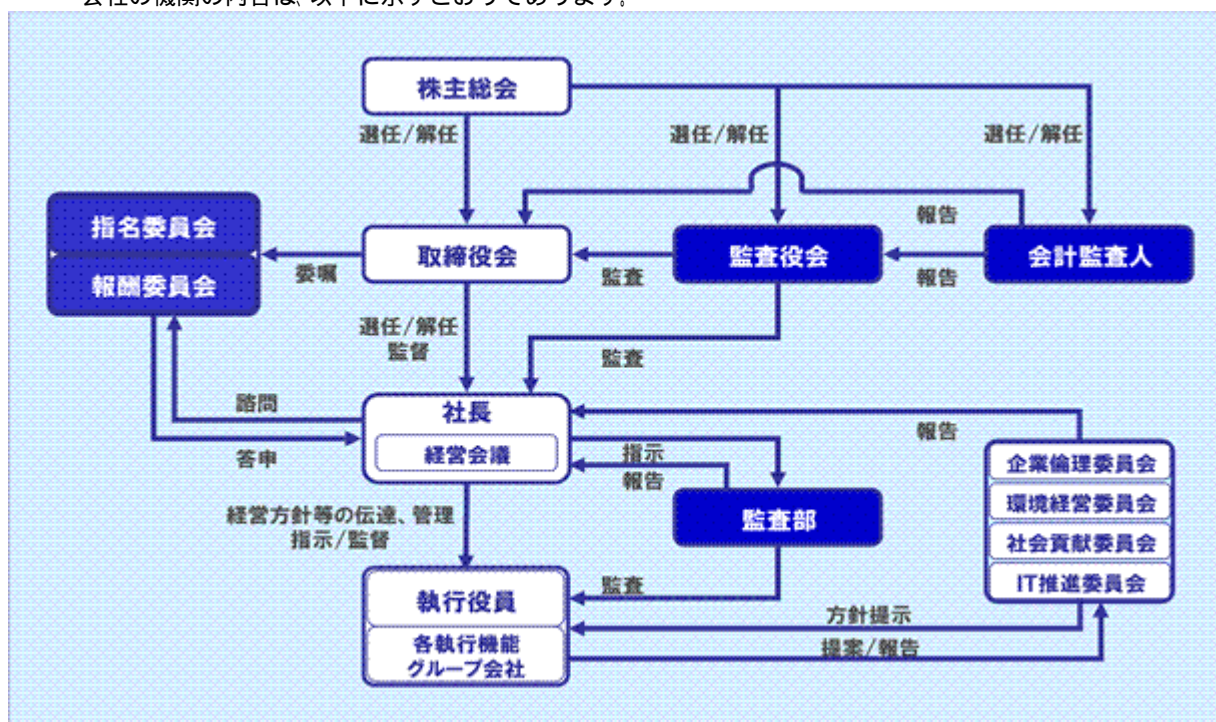 会社の機関の内容は、以下に示すとおりであります。
株主総会
選任/解任
選任/解任
選任/解任
報告
指名委員会
報酬委員会
委嘱
取締役会
監査
監査役会
報告
会計監査人
選任/解任
監督
監査
諮問
答申
社長
経営会議
指示
報告
報告
監査部
企業倫理委員会
環境経営委員会
社会貢献委員会
IT推進委員会
経営方針等の伝達、管理
指示/監督
監査
執行役員
各執行機能
グループ会社
方針提示
提案/報告